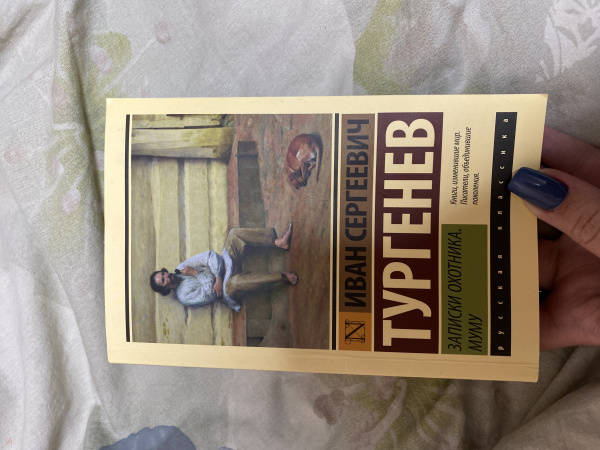 ИВАН СЕРГЕЕВИЧ
ТУРГЕНЕВ
ЗАПИСКИ ОХОТНИКА.
МУМУ
Книги, изменившие мир.
Писатели, объединившие
поколения.
русская классика